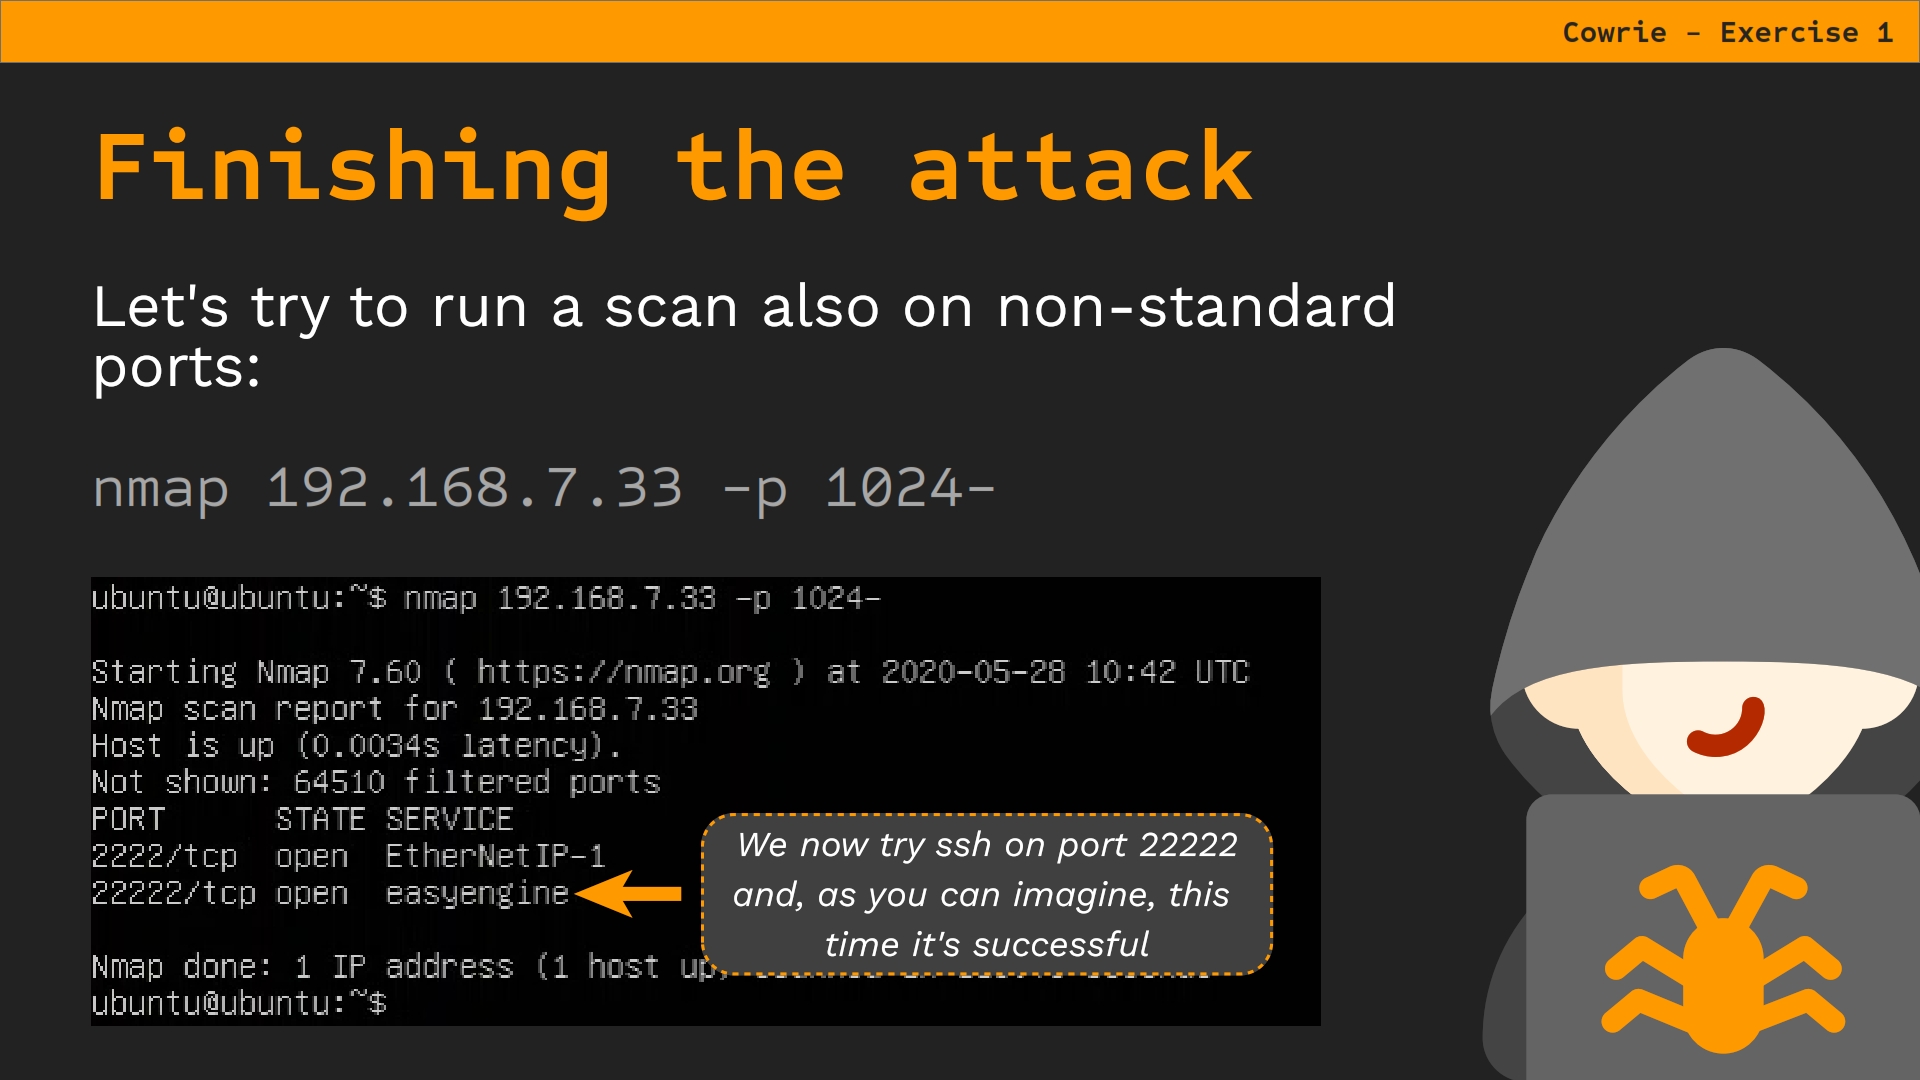 Cowrie - Exercise 1
Finishing the attack
Let's try to run a scan also on non-standard
ports:
nmap 192.168.7.33 -p 1024-
ubuntu@ubuntu:~$ nmap 192.168.7.33 -p 1024-
Starting Nmap 7.60 ( https://nmap.org ) at 2020-05-28 10:42 UTC
Nmap scan report for 192.168.7.33
Host is up (0.0034s latency).
Not shown: 64510 filtered ports
PORT STATE SERVICE
2222/tcp open EtherNetIP-1
22222/tcp open easyengine
We now try ssh on port 22222
and, as you can imagine, this
time it's successful
Nmap done: 1 IP address (1 host up)
ubuntu@ubuntu:~$